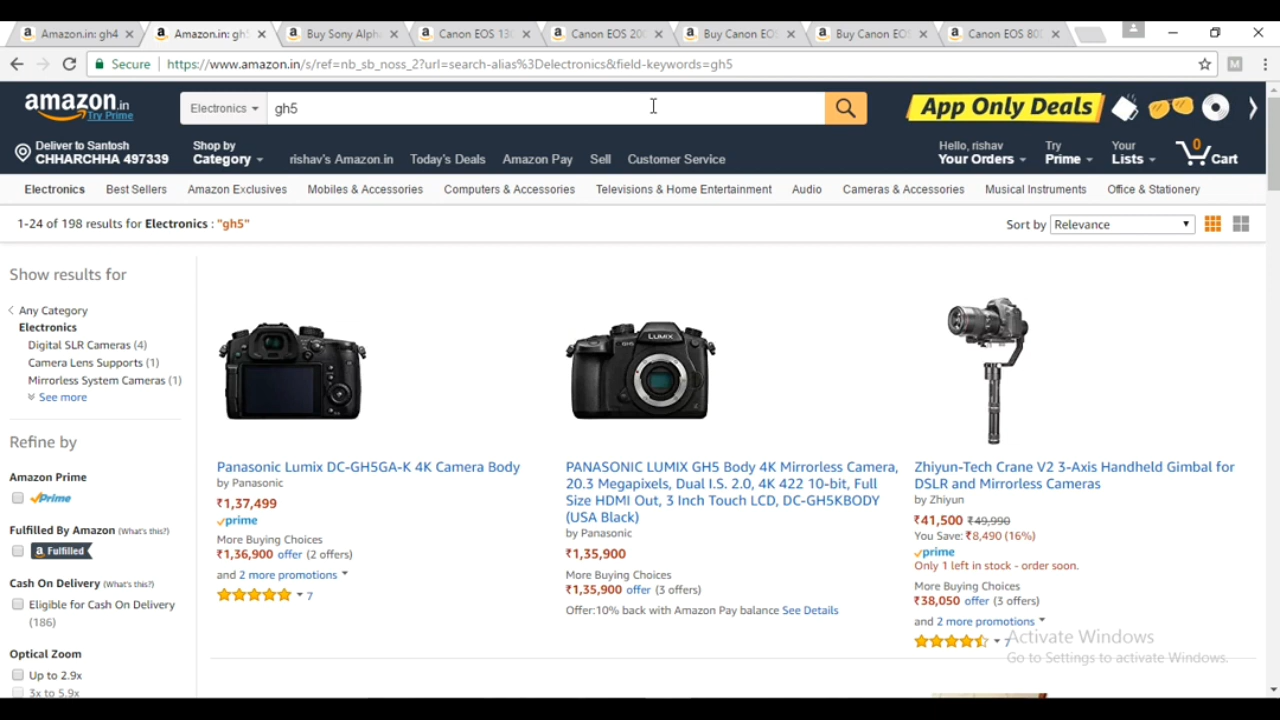 Amazon.in: gh4
Amazon.in: gh5
Buy Sony Alph
Canon EOS 130
Canon EOS 200
Buy Canon EO
Buy Canon EO
Canon EOS 80
Secure https://www.amazon.in/s/ref=nb_sb_noss_2?url=search-alias%3Delectronics&field-keywords=gh5
M
amazon.in
Try Prime
Electronics
gh5
App Only Deals
Deliver to Santosh
CHHARCHHA 497339
Shop by
Category
rishav's Amazon.in Today's Deals Amazon Pay Sell Customer Service
Hello, rishav
Your Orders
Try
Prime
Your
Lists
0
Cart
Electronics Best Sellers Amazon Exclusives Mobiles & Accessories Computers & Accessories Televisions & Home Entertainment Audio Cameras & Accessories Musical Instruments Office & Stationery
1-24 of 198 results for Electronics : "gh5"
Sort by Relevance
Show results for
Any Category
Electronics
Digital SLR Cameras (4)
Camera Lens Supports (1)
Mirrorless System Cameras (1)
See more
Refine by
Amazon Prime
Prime
Fulfilled By Amazon (What's this?)
a Fulfilled
Cash On Delivery (What's this?)
Eligible for Cash On Delivery
(186)
Optical Zoom
Up to 2.9x
3x to 5.9x
Panasonic Lumix DC-GH5GA-K 4K Camera Body
by Panasonic
₹1,37,499
prime
More Buying Choices
₹1,36,900 offer (2 offers)
and 2 more promotions
7
LUMIX
PANASONIC LUMIX GH5 Body 4K Mirrorless Camera,
20.3 Megapixels, Dual I.S. 2.0, 4K 422 10-bit, Full
Size HDMI Out, 3 Inch Touch LCD, DC-GH5KBODY
(USA Black)
by Panasonic
₹1,35,900
More Buying Choices
₹1,35,900 offer (3 offers)
Offer:10% back with Amazon Pay balance See Details
Zhiyun-Tech Crane V2 3-Axis Handheld Gimbal for
DSLR and Mirrorless Cameras
by Zhiyun
₹41,500 ₹49,990
You Save: ₹8,490 (16%)
prime
Only 1 left in stock - order soon.
More Buying Choices
₹38,050 offer (3 offers)
and 2 more promotions
7
Activate Windows
Go to Settings to activate Windows.